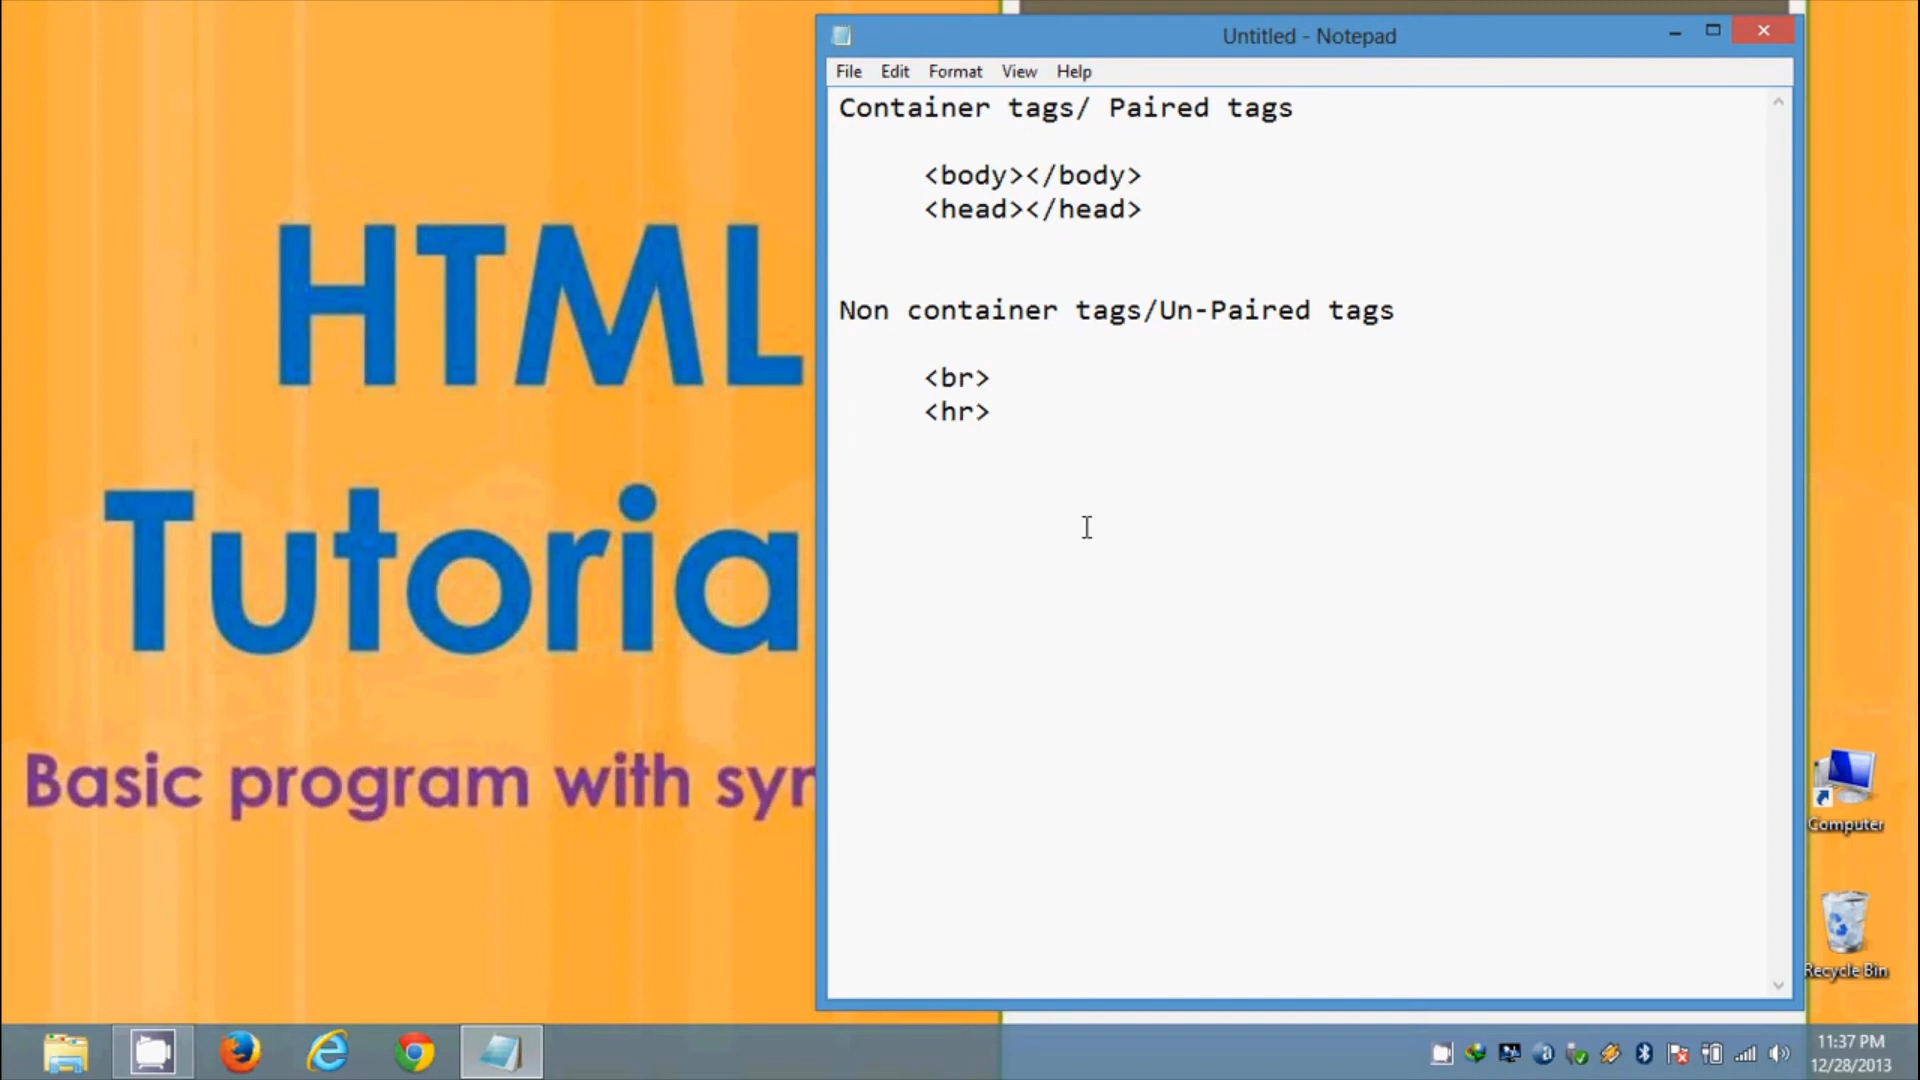 HTML
Tutoria
Basic program with syn
Untitled - Notepad
File Edit Format View Help
Container tags/ Paired tags
<body></body>
<head></head>
Non container tags/Un-Paired tags
<br>
<hr>
Computer
Recycle Bin
11:37 PM
12/28/2013